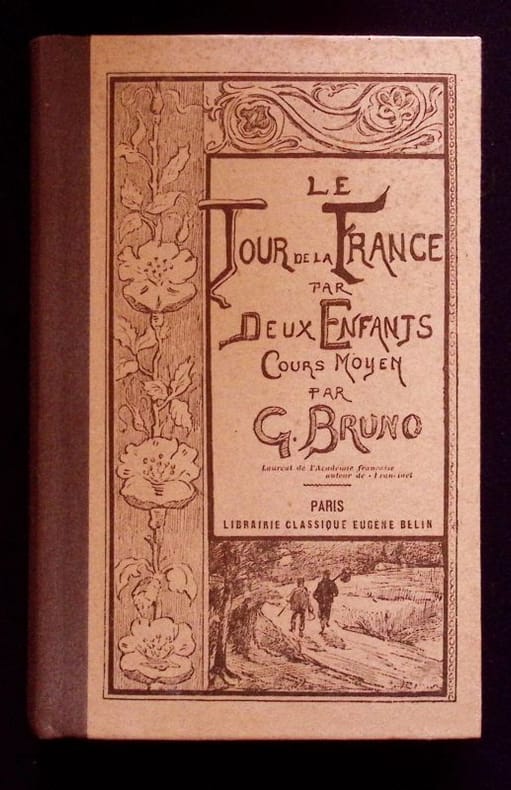 LE
TOUR DE LA FRANCE
PAR
DEUX ENFANTS
COURS MOYEN
PAR
G. BRUNO
Lauréat de l'Académie française
auteur de
PARIS
LIBRAIRIE CLASSIQUE EUGÈNE BELIN